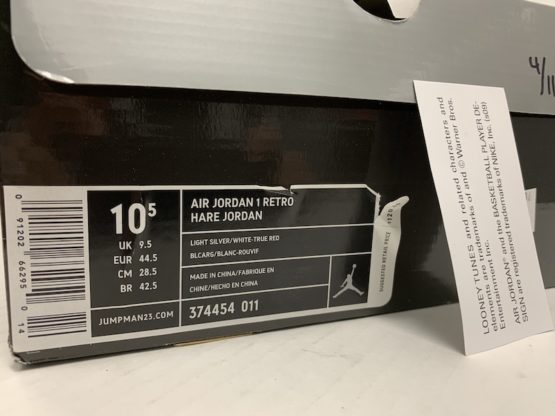 4/11
AIR JORDAN 1 RETRO
HARE JORDAN
10⁵
UK 9.5
EUR 44.5
CM 28.5
BR 42.5
JUMPMAN23.COM
LIGHT SILVER/WHITE-TRUE RED
BLCARG/BLANC-ROUVIF
MADE IN CHINA/FABRIQUE EN
CHINE/HECHO EN CHINA
374454 011
SUGGESTED RETAIL PRICE
0 91202 66295 0 14
LOONEY TUNES and related characters and
elements are trademarks of and © Warner Bros.
Entertainment Inc.
AIR JORDAN® and the BASKETBALL PLAYER DE-
SIGN are registered trademarks of NIKE, Inc. (s09)